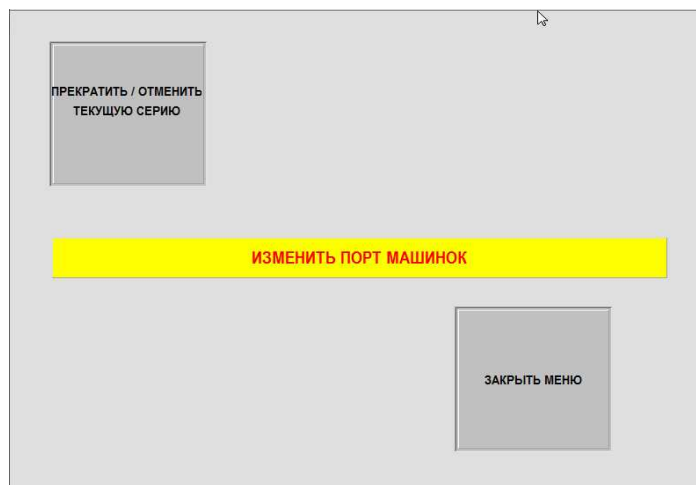 ПРЕКРАТИТЬ / ОТМЕНИТЬ
ТЕКУЩУЮ СЕРИЮ
ИЗМЕНИТЬ ПОРТ МАШИНОК
ЗАКРЫТЬ МЕНЮ